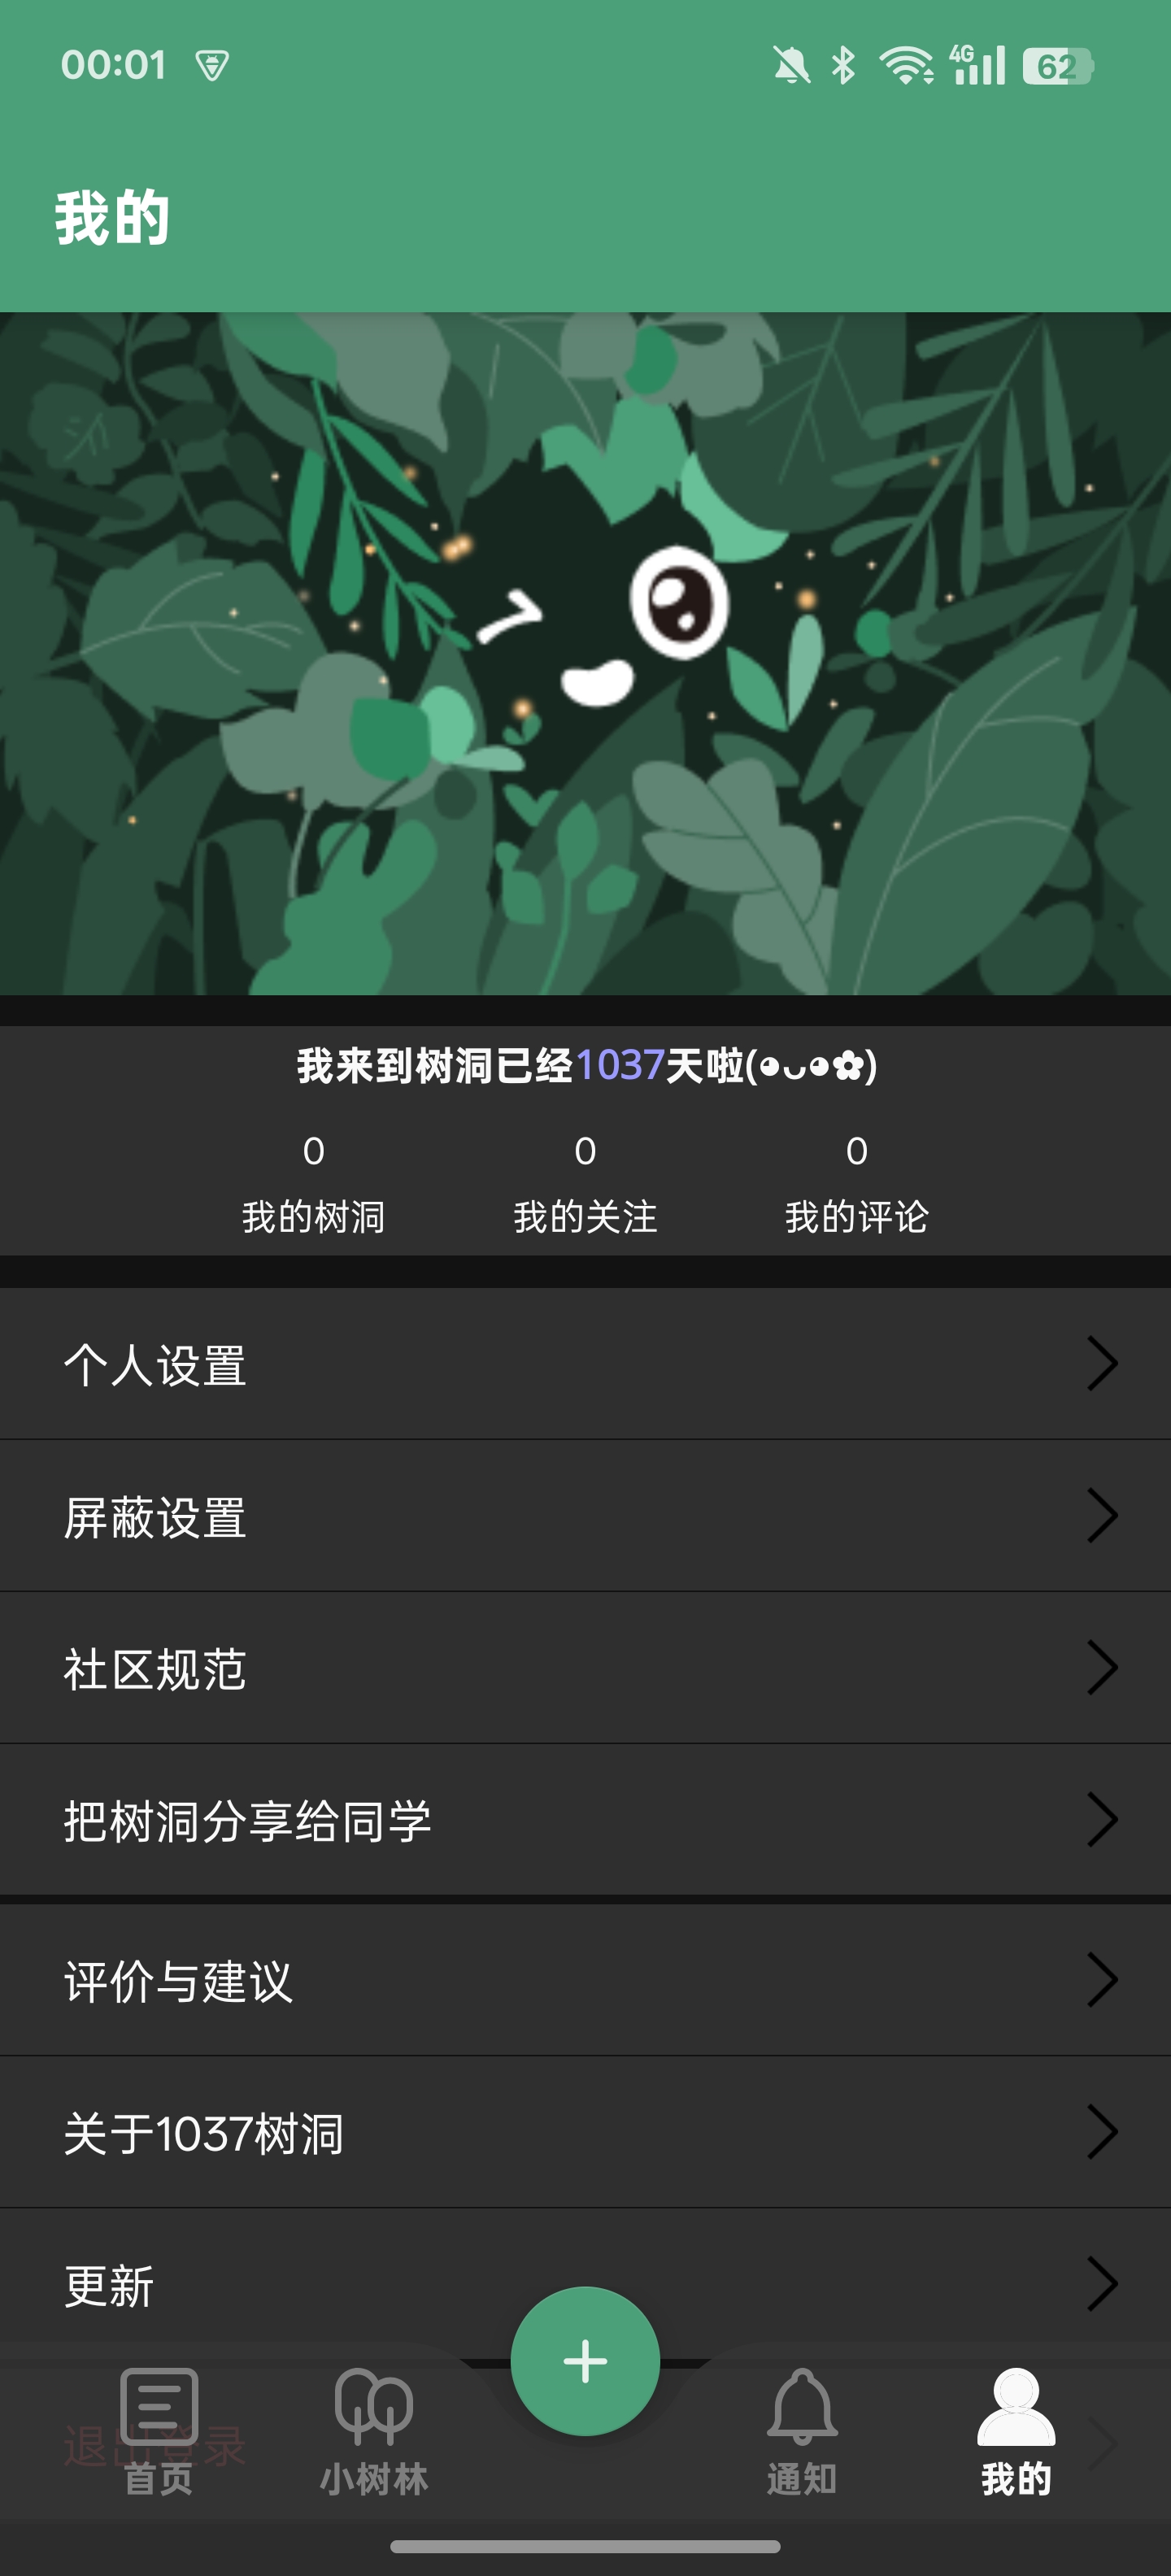 00:01
4G
62
我的
我来到树洞已经1037天啦(◕ᴗ◕✿)
0 0 0
我的树洞 我的关注 我的评论
个人设置
屏蔽设置
社区规范
把树洞分享给同学
评价与建议
关于1037树洞
更新
退出登录
首页 小树林 通知 我的